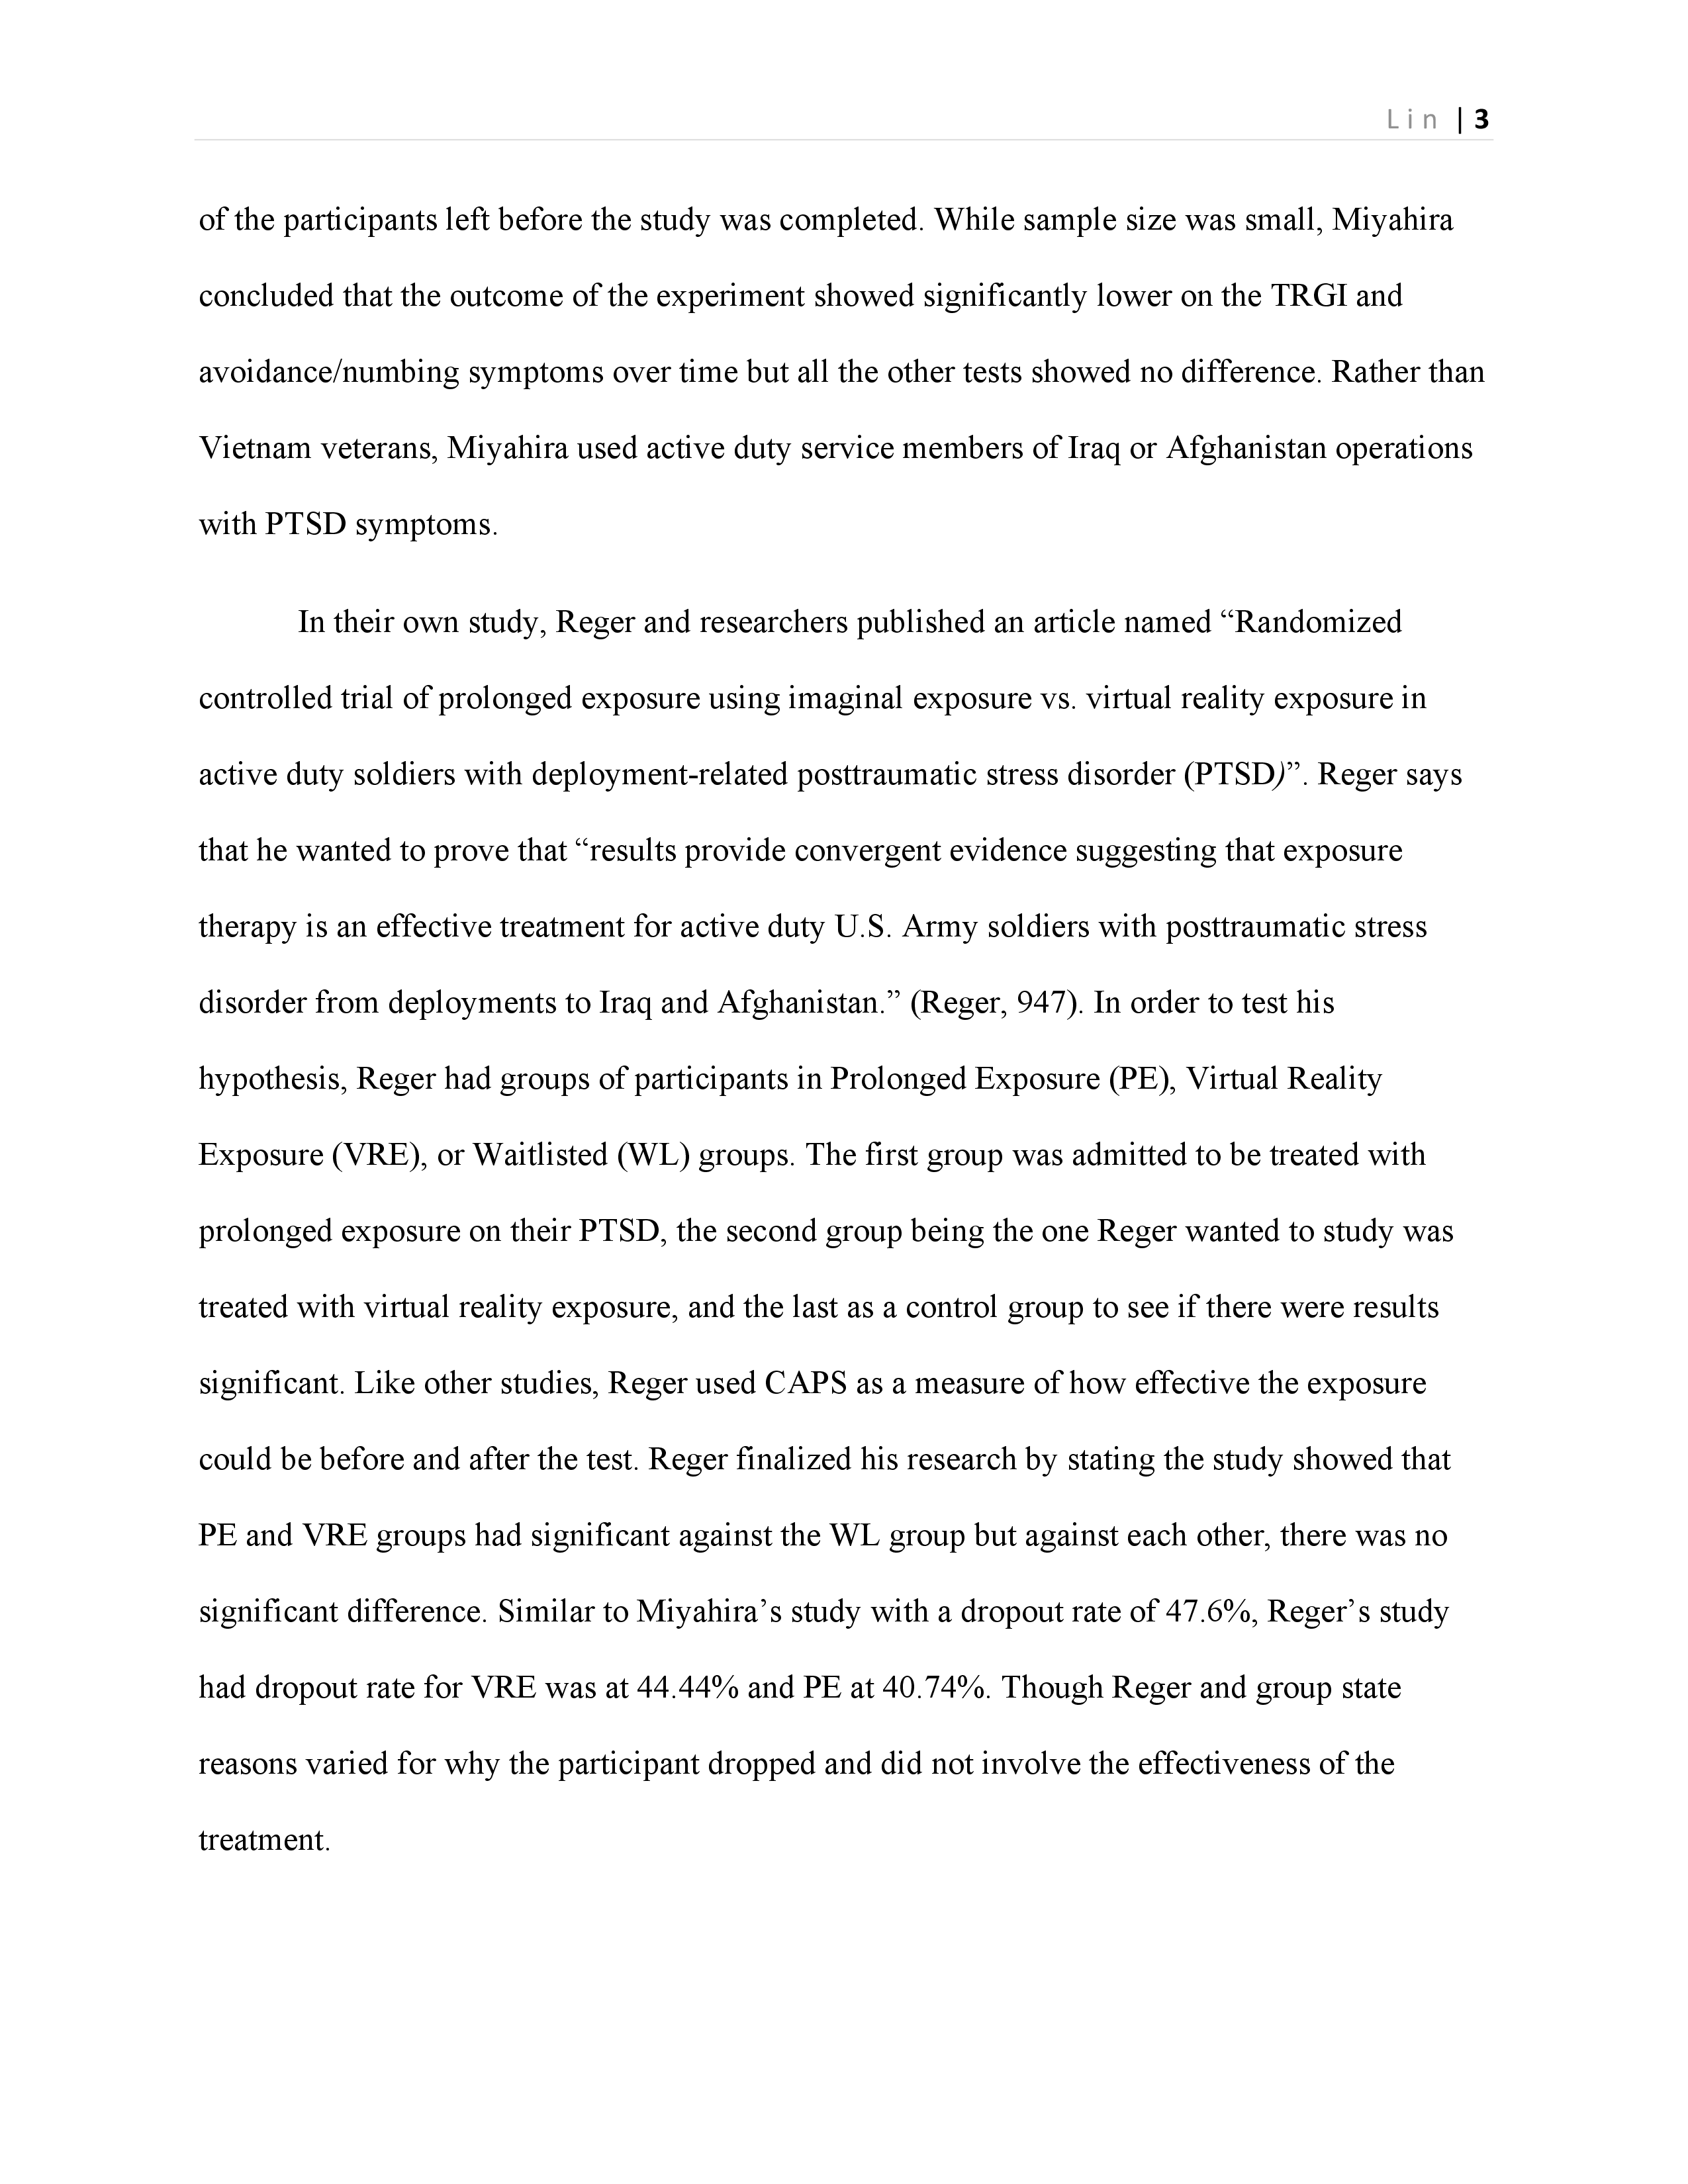 Lin | 3
of the participants left before the study was completed. While sample size was small, Miyahira
concluded that the outcome of the experiment showed significantly lower on the TRGI and
avoidance/numbing symptoms over time but all the other tests showed no difference. Rather than
Vietnam veterans, Miyahira used active duty service members of Iraq or Afghanistan operations
with PTSD symptoms.
In their own study, Reger and researchers published an article named “Randomized
controlled trial of prolonged exposure using imaginal exposure vs. virtual reality exposure in
active duty soldiers with deployment-related posttraumatic stress disorder (PTSD)”. Reger says
that he wanted to prove that “results provide convergent evidence suggesting that exposure
therapy is an effective treatment for active duty U.S. Army soldiers with posttraumatic stress
disorder from deployments to Iraq and Afghanistan.” (Reger, 947). In order to test his
hypothesis, Reger had groups of participants in Prolonged Exposure (PE), Virtual Reality
Exposure (VRE), or Waitlisted (WL) groups. The first group was admitted to be treated with
prolonged exposure on their PTSD, the second group being the one Reger wanted to study was
treated with virtual reality exposure, and the last as a control group to see if there were results
significant. Like other studies, Reger used CAPS as a measure of how effective the exposure
could be before and after the test. Reger finalized his research by stating the study showed that
PE and VRE groups had significant against the WL group but against each other, there was no
significant difference. Similar to Miyahira’s study with a dropout rate of 47.6%, Reger’s study
had dropout rate for VRE was at 44.44% and PE at 40.74%. Though Reger and group state
reasons varied for why the participant dropped and did not involve the effectiveness of the
treatment.